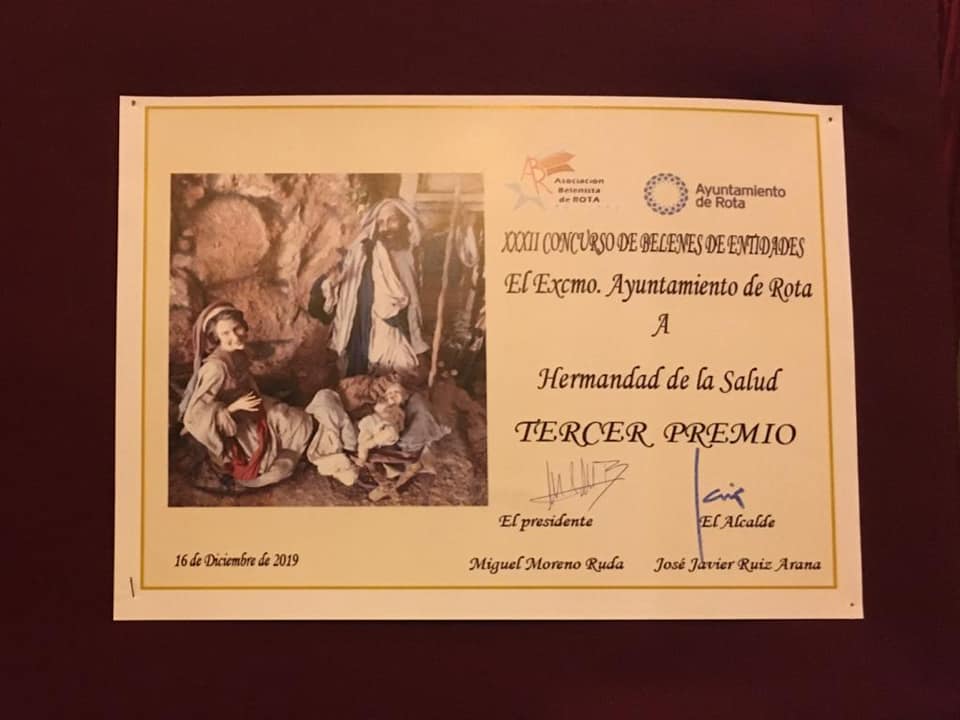 ABR
Asociacion
Belenista
de ROTA
Ayuntamiento
de Rota
XXXII CONCURSO DE BELENES DE ENTIDADES
El Excmo. Ayuntamiento de Rota
A
Hermandad de la Salud
TERCER PREMIO
El presidente
El Alcalde
16 de Diciembre de 2019
Miguel Moreno Ruda
José Javier Ruiz Arana